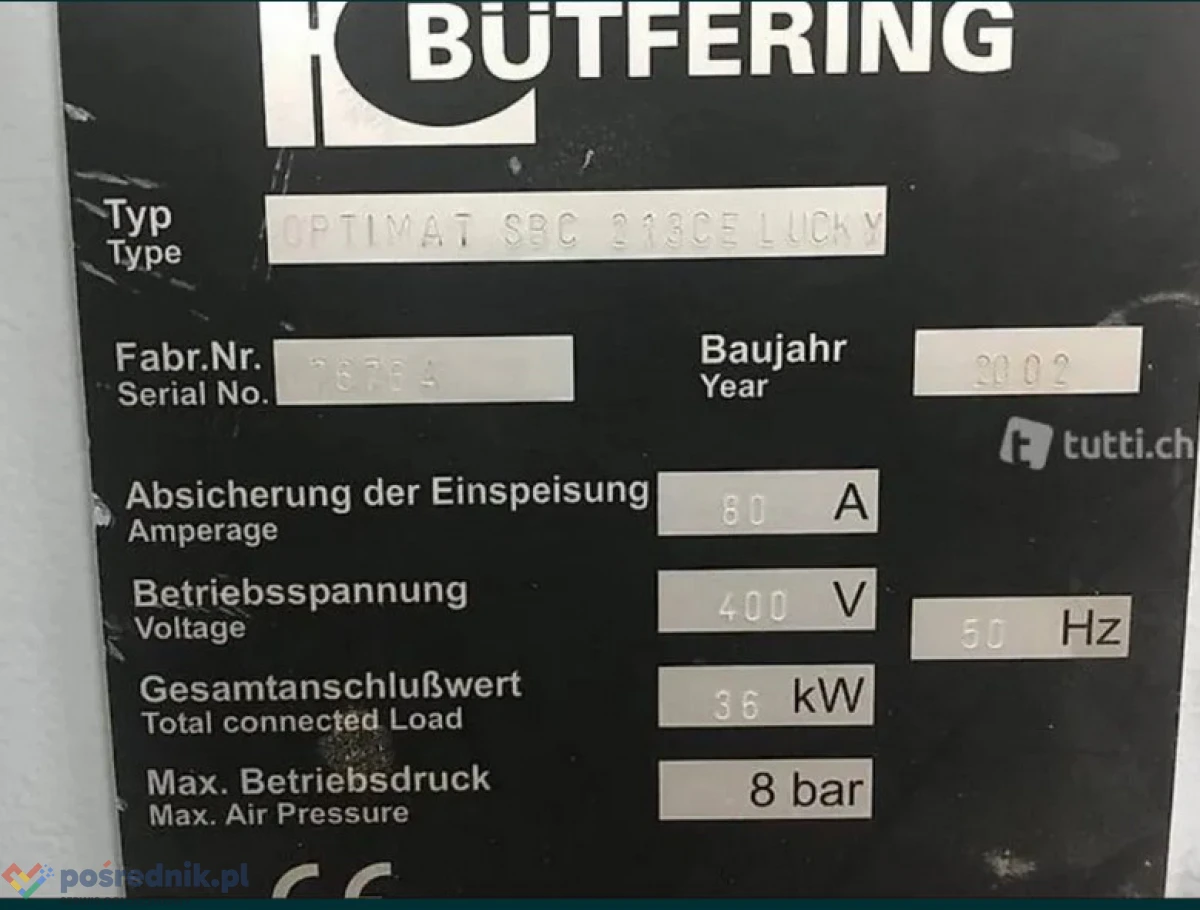 BÜTFERING
Typ
Type
OPTIMAT SBC 213CE LUCKY
Fabr.Nr.
Serial No.
76784
Baujahr
Year
2002
tutti.ch
Absicherung der Einspeisung
Amperage
80 A
Betriebsspannung
Voltage
400 V
50 Hz
Gesamtanschlußwert
Total connected Load
36 kW
Max. Betriebsdruck
Max. Air Pressure
8 bar
pośrednik.pl
CE